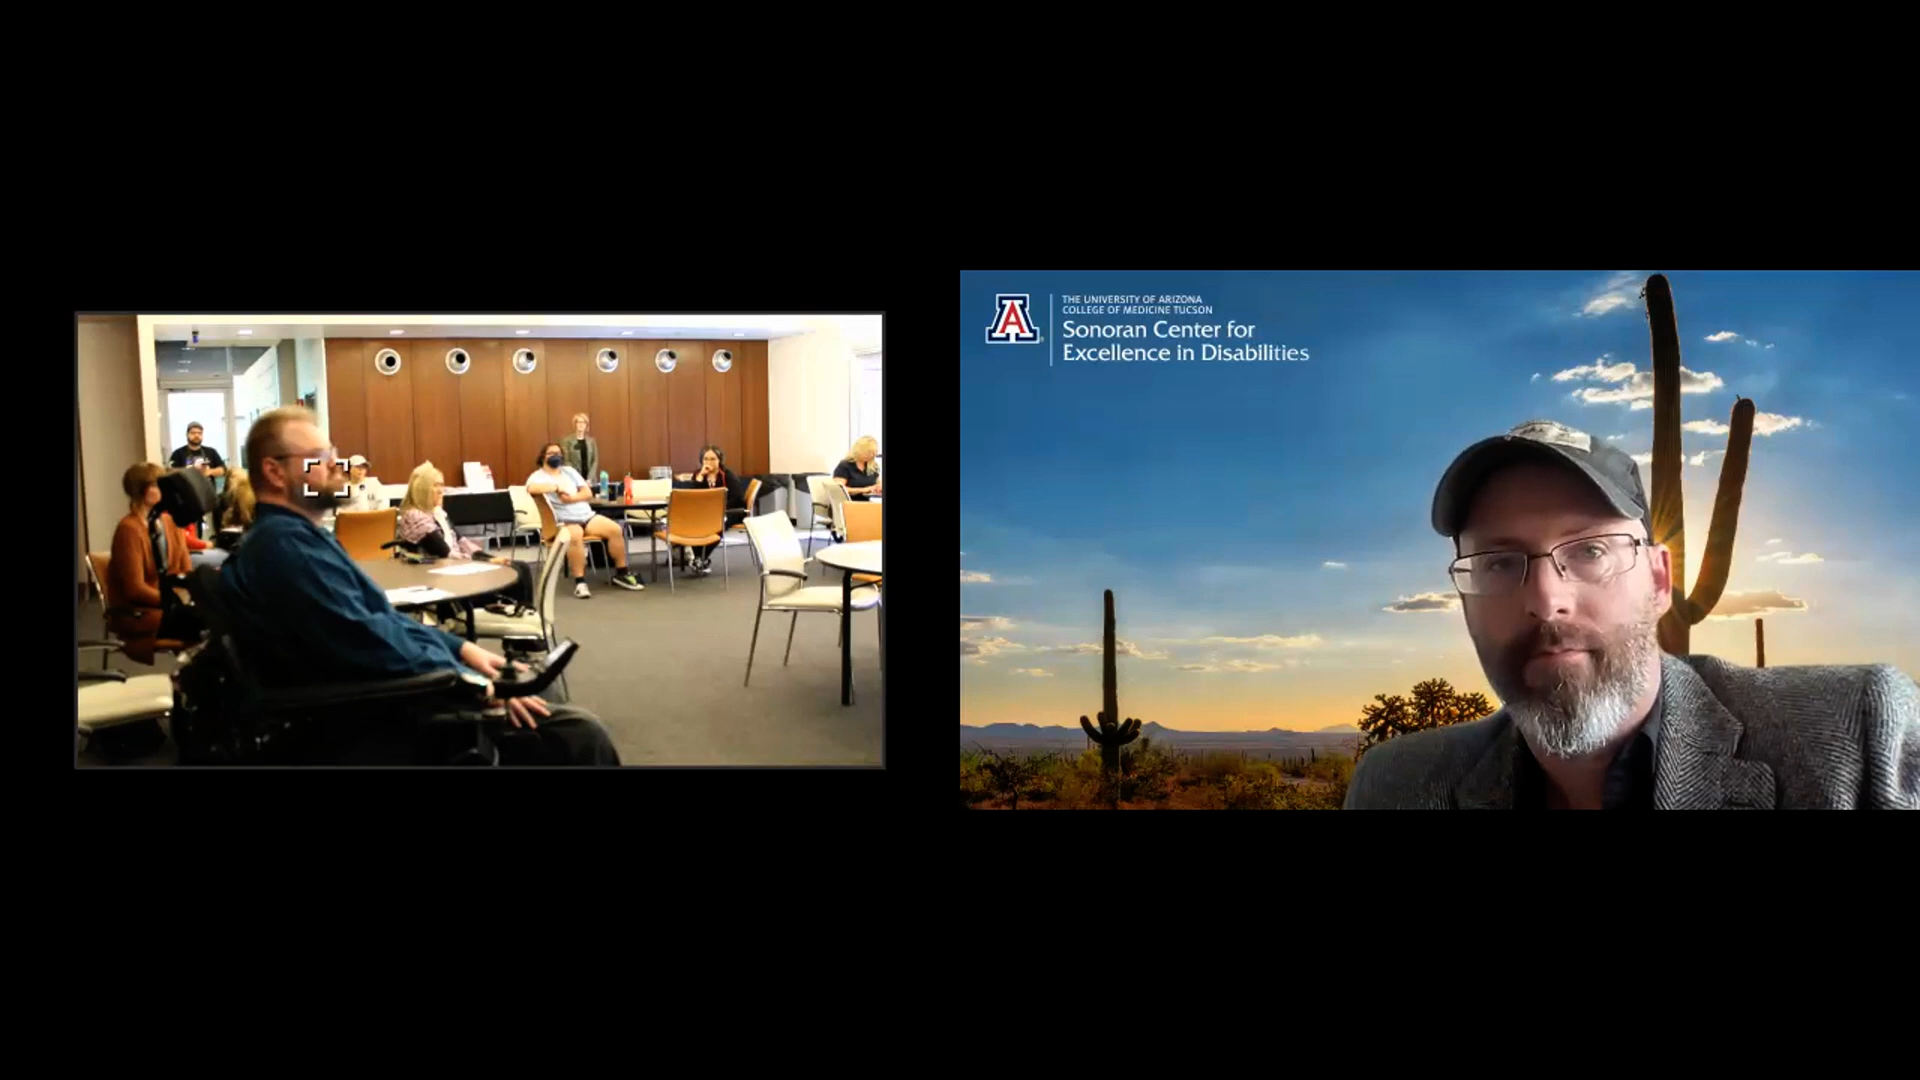 THE UNIVERSITY OF ARIZONA
COLLEGE OF MEDICINE TUCSON
Sonoran Center for
Excellence in Disabilities